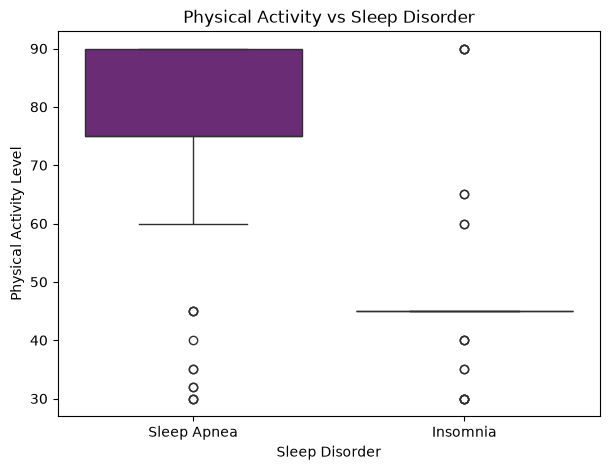 Physical Activity vs Sleep Disorder
Physical Activity Level
90
80
70
60
50
40
30
Sleep Apnea
Insomnia
Sleep Disorder